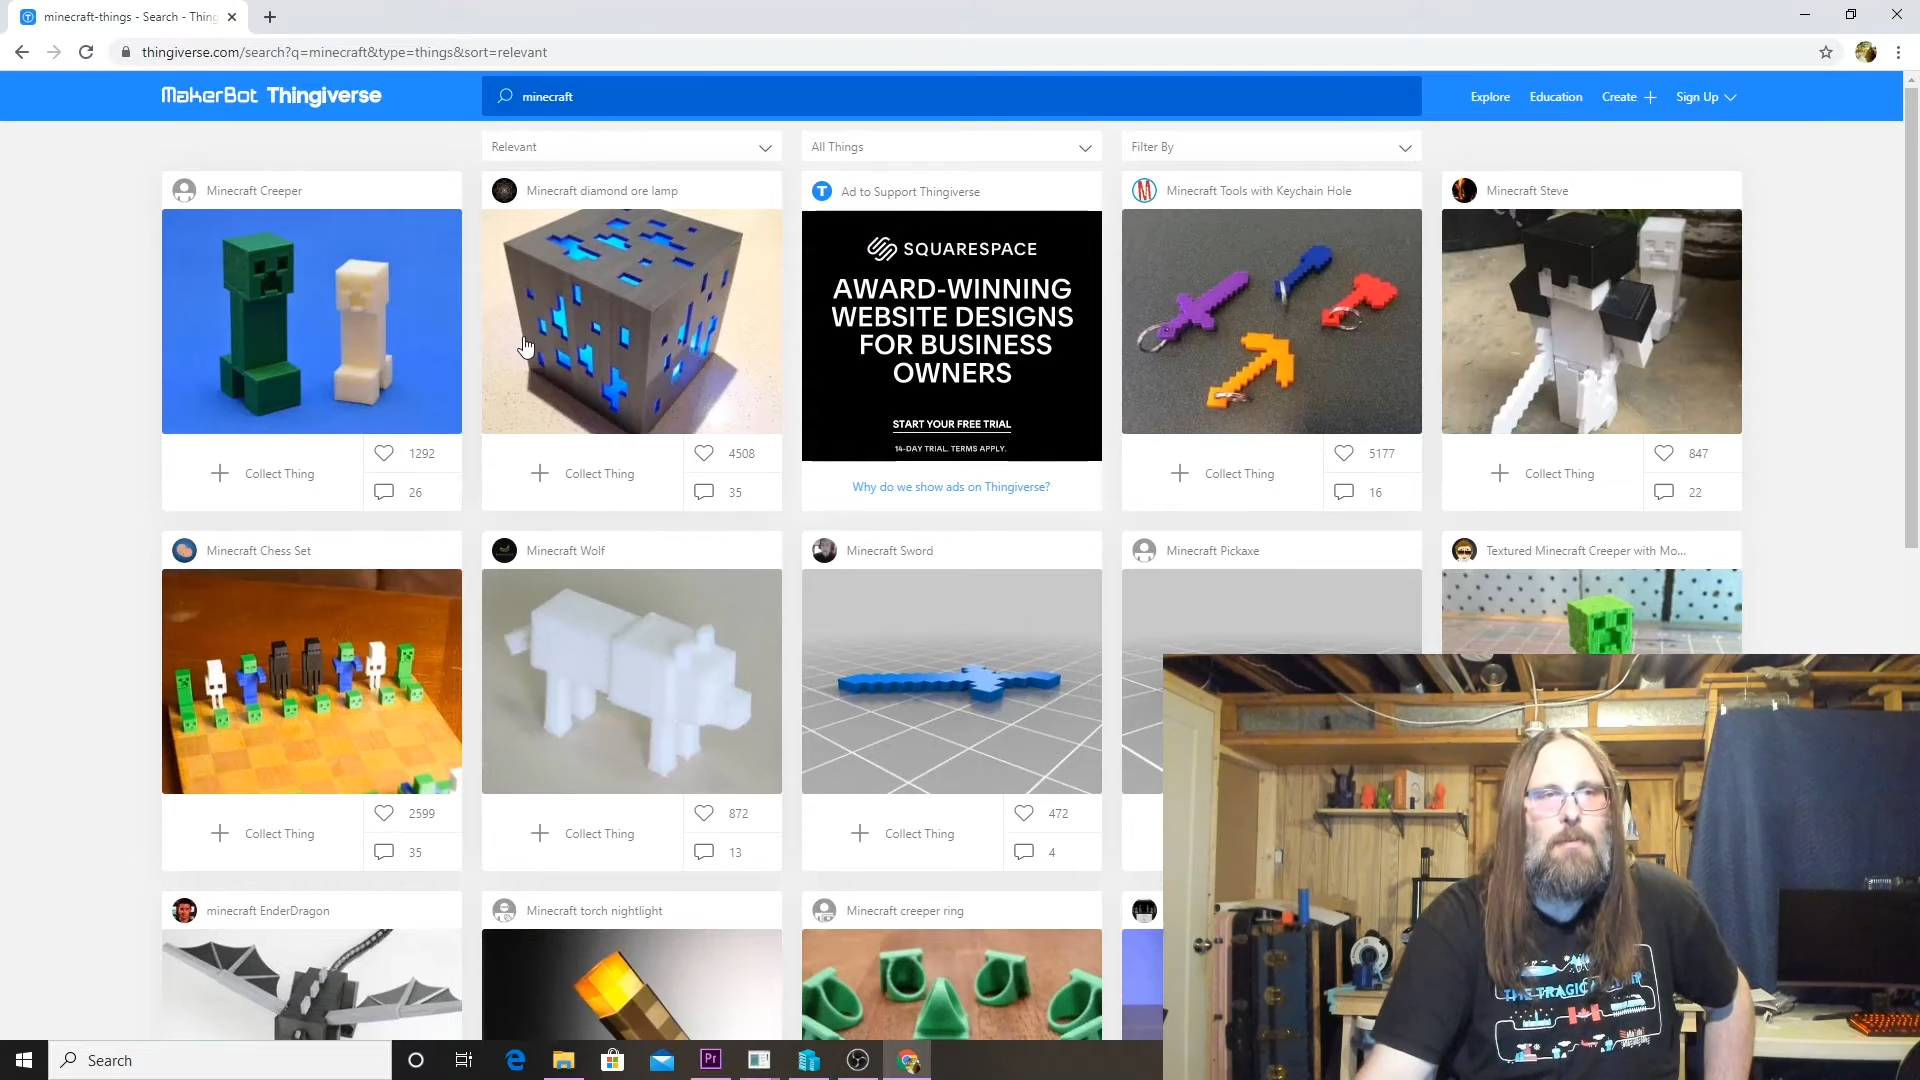 minecraft-things - Search - Thing
thingiverse.com/search?q=minecraft&type=things&sort=relevant
MakerBot Thingiverse
minecraft
Explore
Education
Create
Sign Up
Relevant
All Things
Filter By
Minecraft Creeper
Minecraft diamond ore lamp
Ad to Support Thingiverse
Minecraft Tools with Keychain Hole
Minecraft Steve
SQUARESPACE
AWARD-WINNING
WEBSITE DESIGNS
FOR BUSINESS
OWNERS
START YOUR FREE TRIAL
14-DAY TRIAL. TERMS APPLY.
Why do we show ads on Thingiverse?
Collect Thing
1292
26
Collect Thing
4508
35
Collect Thing
5177
16
Collect Thing
847
22
Minecraft Chess Set
Minecraft Wolf
Minecraft Sword
Minecraft Pickaxe
Textured Minecraft Creeper with Mo...
Collect Thing
2599
35
Collect Thing
872
13
Collect Thing
472
4
minecraft EnderDragon
Minecraft torch nightlight
Minecraft creeper ring
THE TRAGIC
Search
Pr